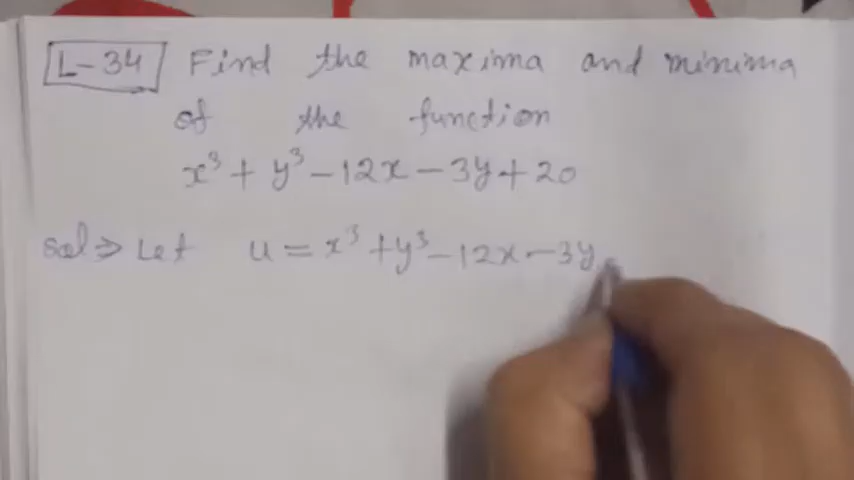 L-34 Find the maxima and minima
of the function
x³ + y³ - 12x - 3y + 20
Sol => Let u = x³ + y³ - 12x - 3y